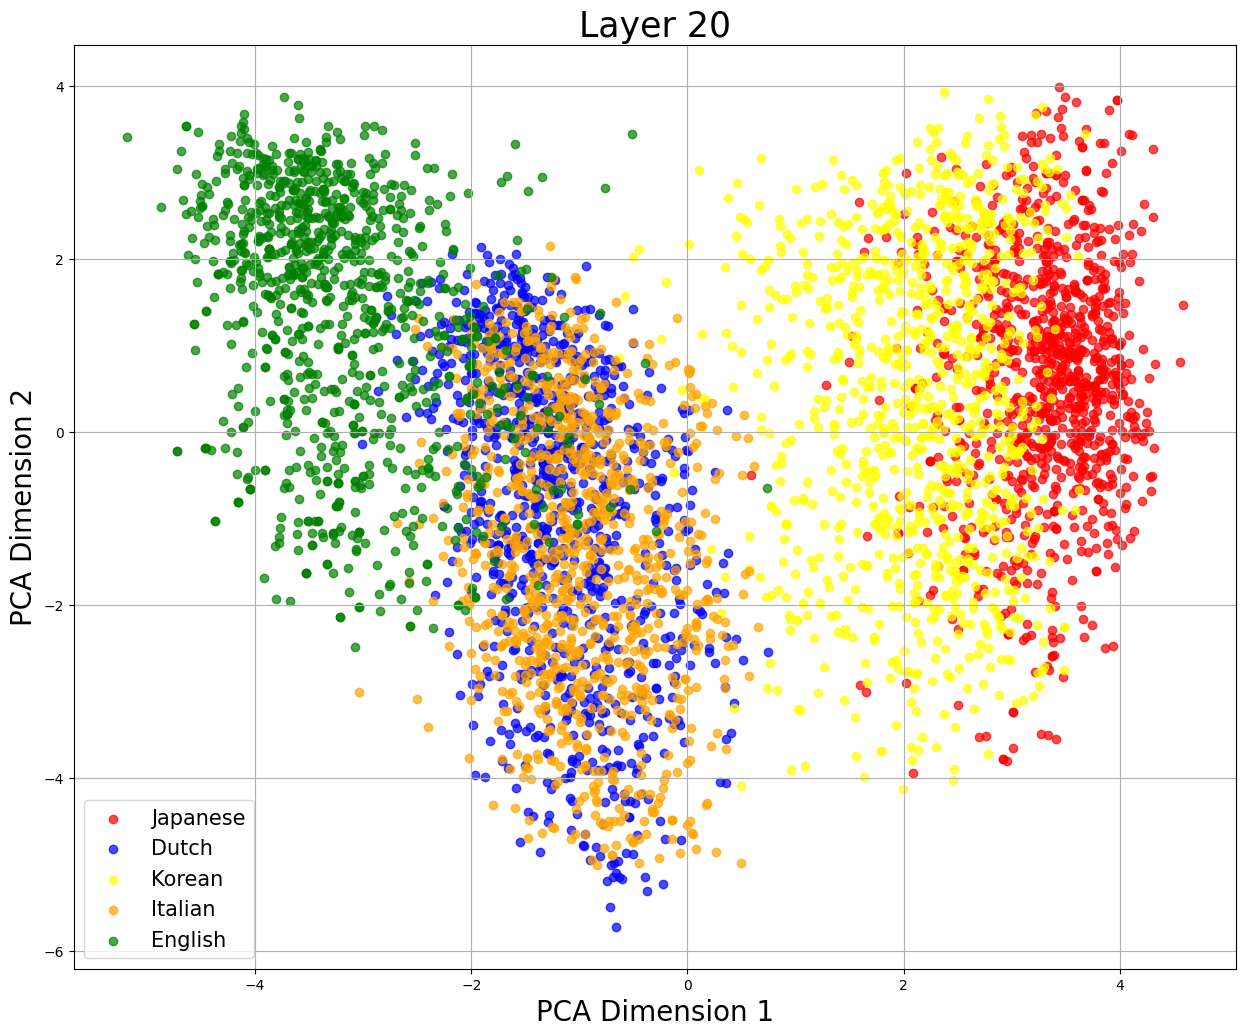 Layer 20
PCA Dimension 2
4
2
0
−2
−4
−6
Japanese
Dutch
Korean
Italian
English
−4
−2
0
2
4
PCA Dimension 1